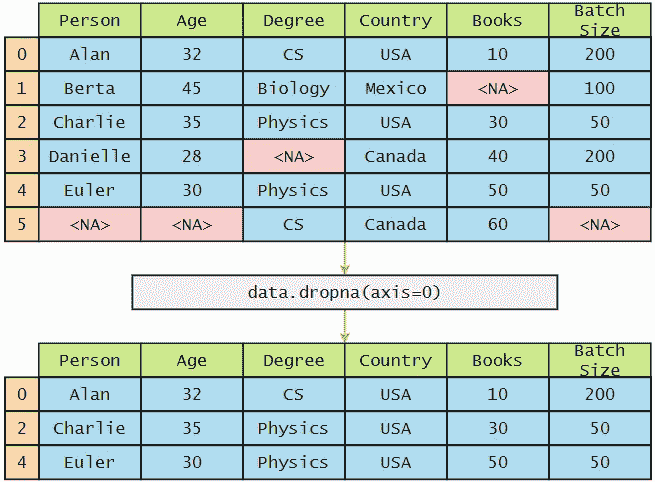 Person Age Degree Country Books Batch Size
0 Alan 32 CS USA 10 200
1 Berta 45 Biology Mexico <NA> 100
2 Charlie 35 Physics USA 30 50
3 Danielle 28 <NA> Canada 40 200
4 Euler 30 Physics USA 50 50
5 <NA> <NA> CS Canada 60 <NA>
data.dropna(axis=0)
Person Age Degree Country Books Batch Size
0 Alan 32 CS USA 10 200
2 Charlie 35 Physics USA 30 50
4 Euler 30 Physics USA 50 50